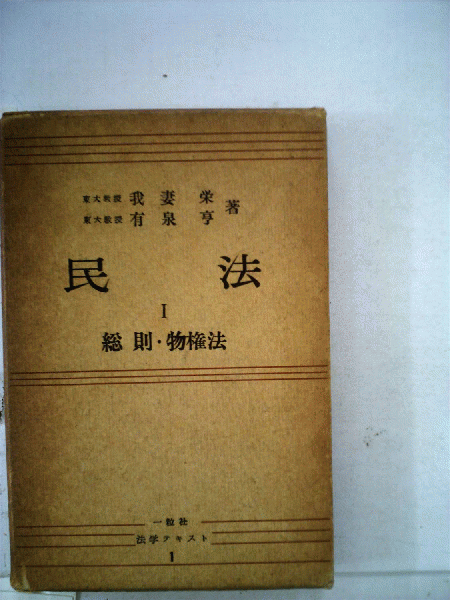 東大教授 我妻 栄
東大教授 有泉 亨 著
民法
I
総則・物権法
一粒社
法学テキスト
1